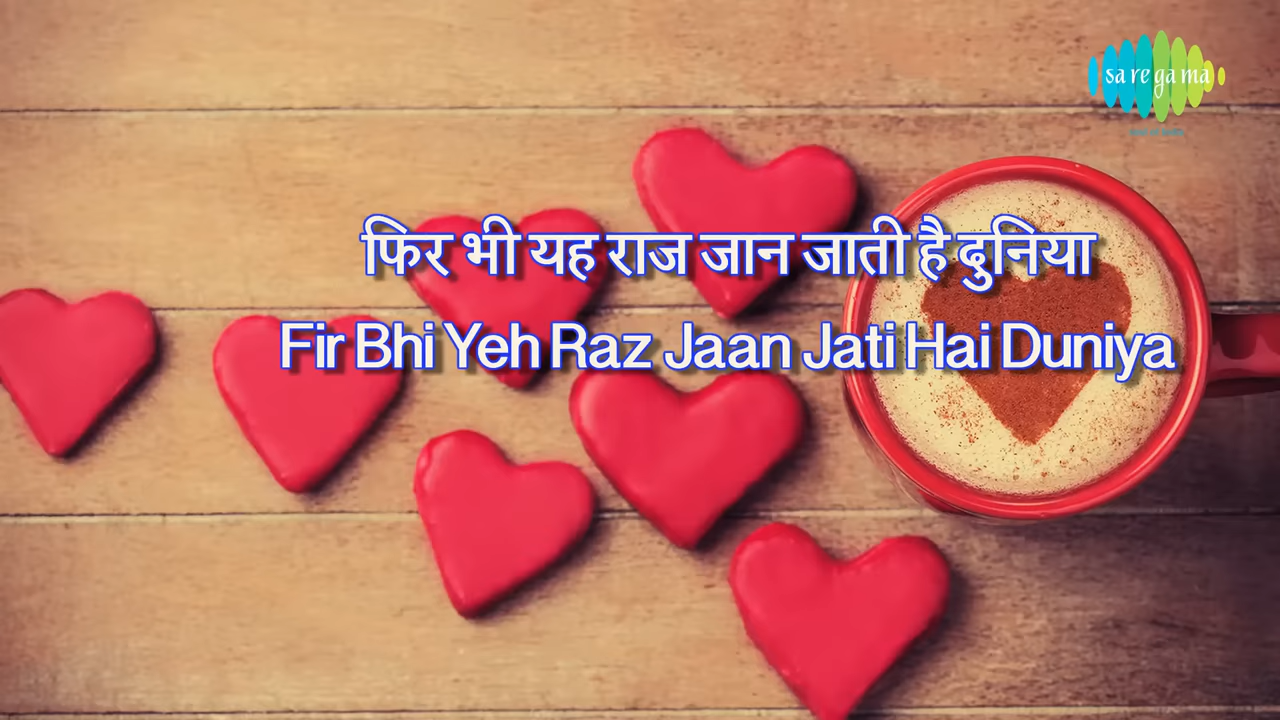 sa re ga ma
फिर भी यह राज जान जाती है दुनिया
Fir Bhi Yeh Raz Jaan Jati Hai Duniya